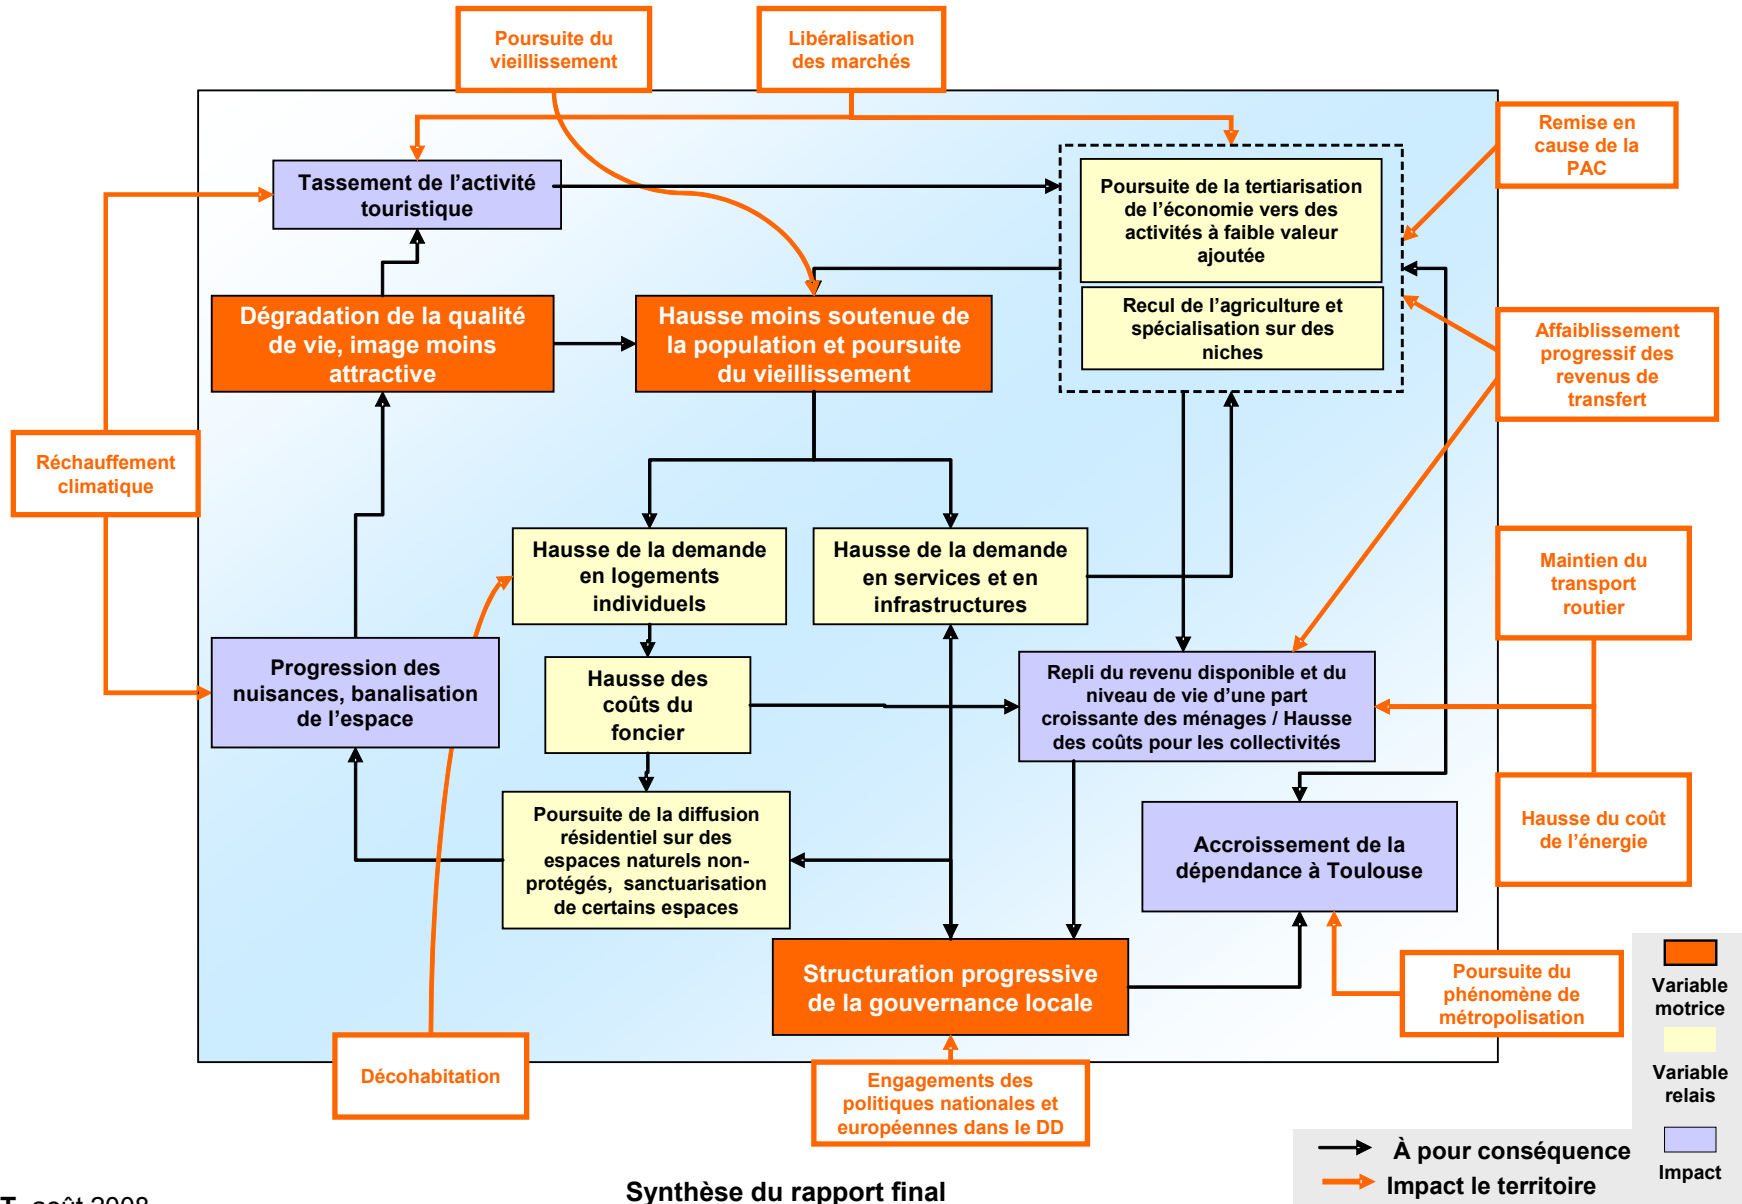 Poursuite du
vieillissement
Libéralisation
des marchés
Remise en
cause de la
PAC
Tassement de l’activité
touristique
Poursuite de la tertiarisation
de l’économie vers des
activités à faible valeur
ajoutée
Recul de l’agriculture et
spécialisation sur des
niches
Dégradation de la qualité
de vie, image moins
attractive
Hausse moins soutenue de
la population et poursuite
du vieillissement
Affaiblissement
progressif des
revenus de
transfert
Réchauffement
climatique
Hausse de la demande
en logements
individuels
Hausse de la demande
en services et en
infrastructures
Maintien du
transport
routier
Progression des
nuisances, banalisation
de l’espace
Hausse des
coûts du
foncier
Repli du revenu disponible et du
niveau de vie d’une part
croissante des ménages / Hausse
des coûts pour les collectivités
Poursuite de la diffusion
résidentiel sur des
espaces naturels non-
protégés, sanctuarisation
de certains espaces
Accroissement de la
dépendance à Toulouse
Hausse du coût
de l’énergie
Structuration progressive
de la gouvernance locale
Poursuite du
phénomène de
métropolisation
Décohabitation
Engagements des
politiques nationales et
européennes dans le DD
Variable
motrice
Variable
relais
Impact
À pour conséquence
Impact le territoire
Synthèse du rapport final
août 2008